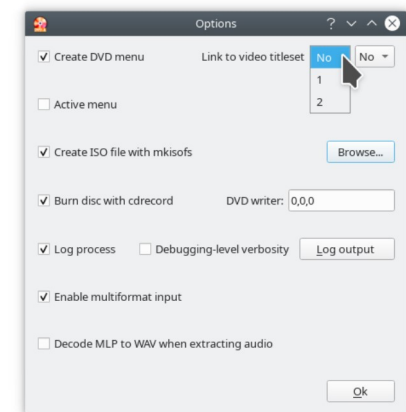 Options
Create DVD menu Link to video titleset No No
1
2
Active menu
Create ISO file with mkisofs Browse...
Burn disc with cdrecord DVD writer: 0,0,0
Log process Debugging-level verbosity Log output
Enable multiformat input
Decode MLP to WAV when extracting audio
Ok